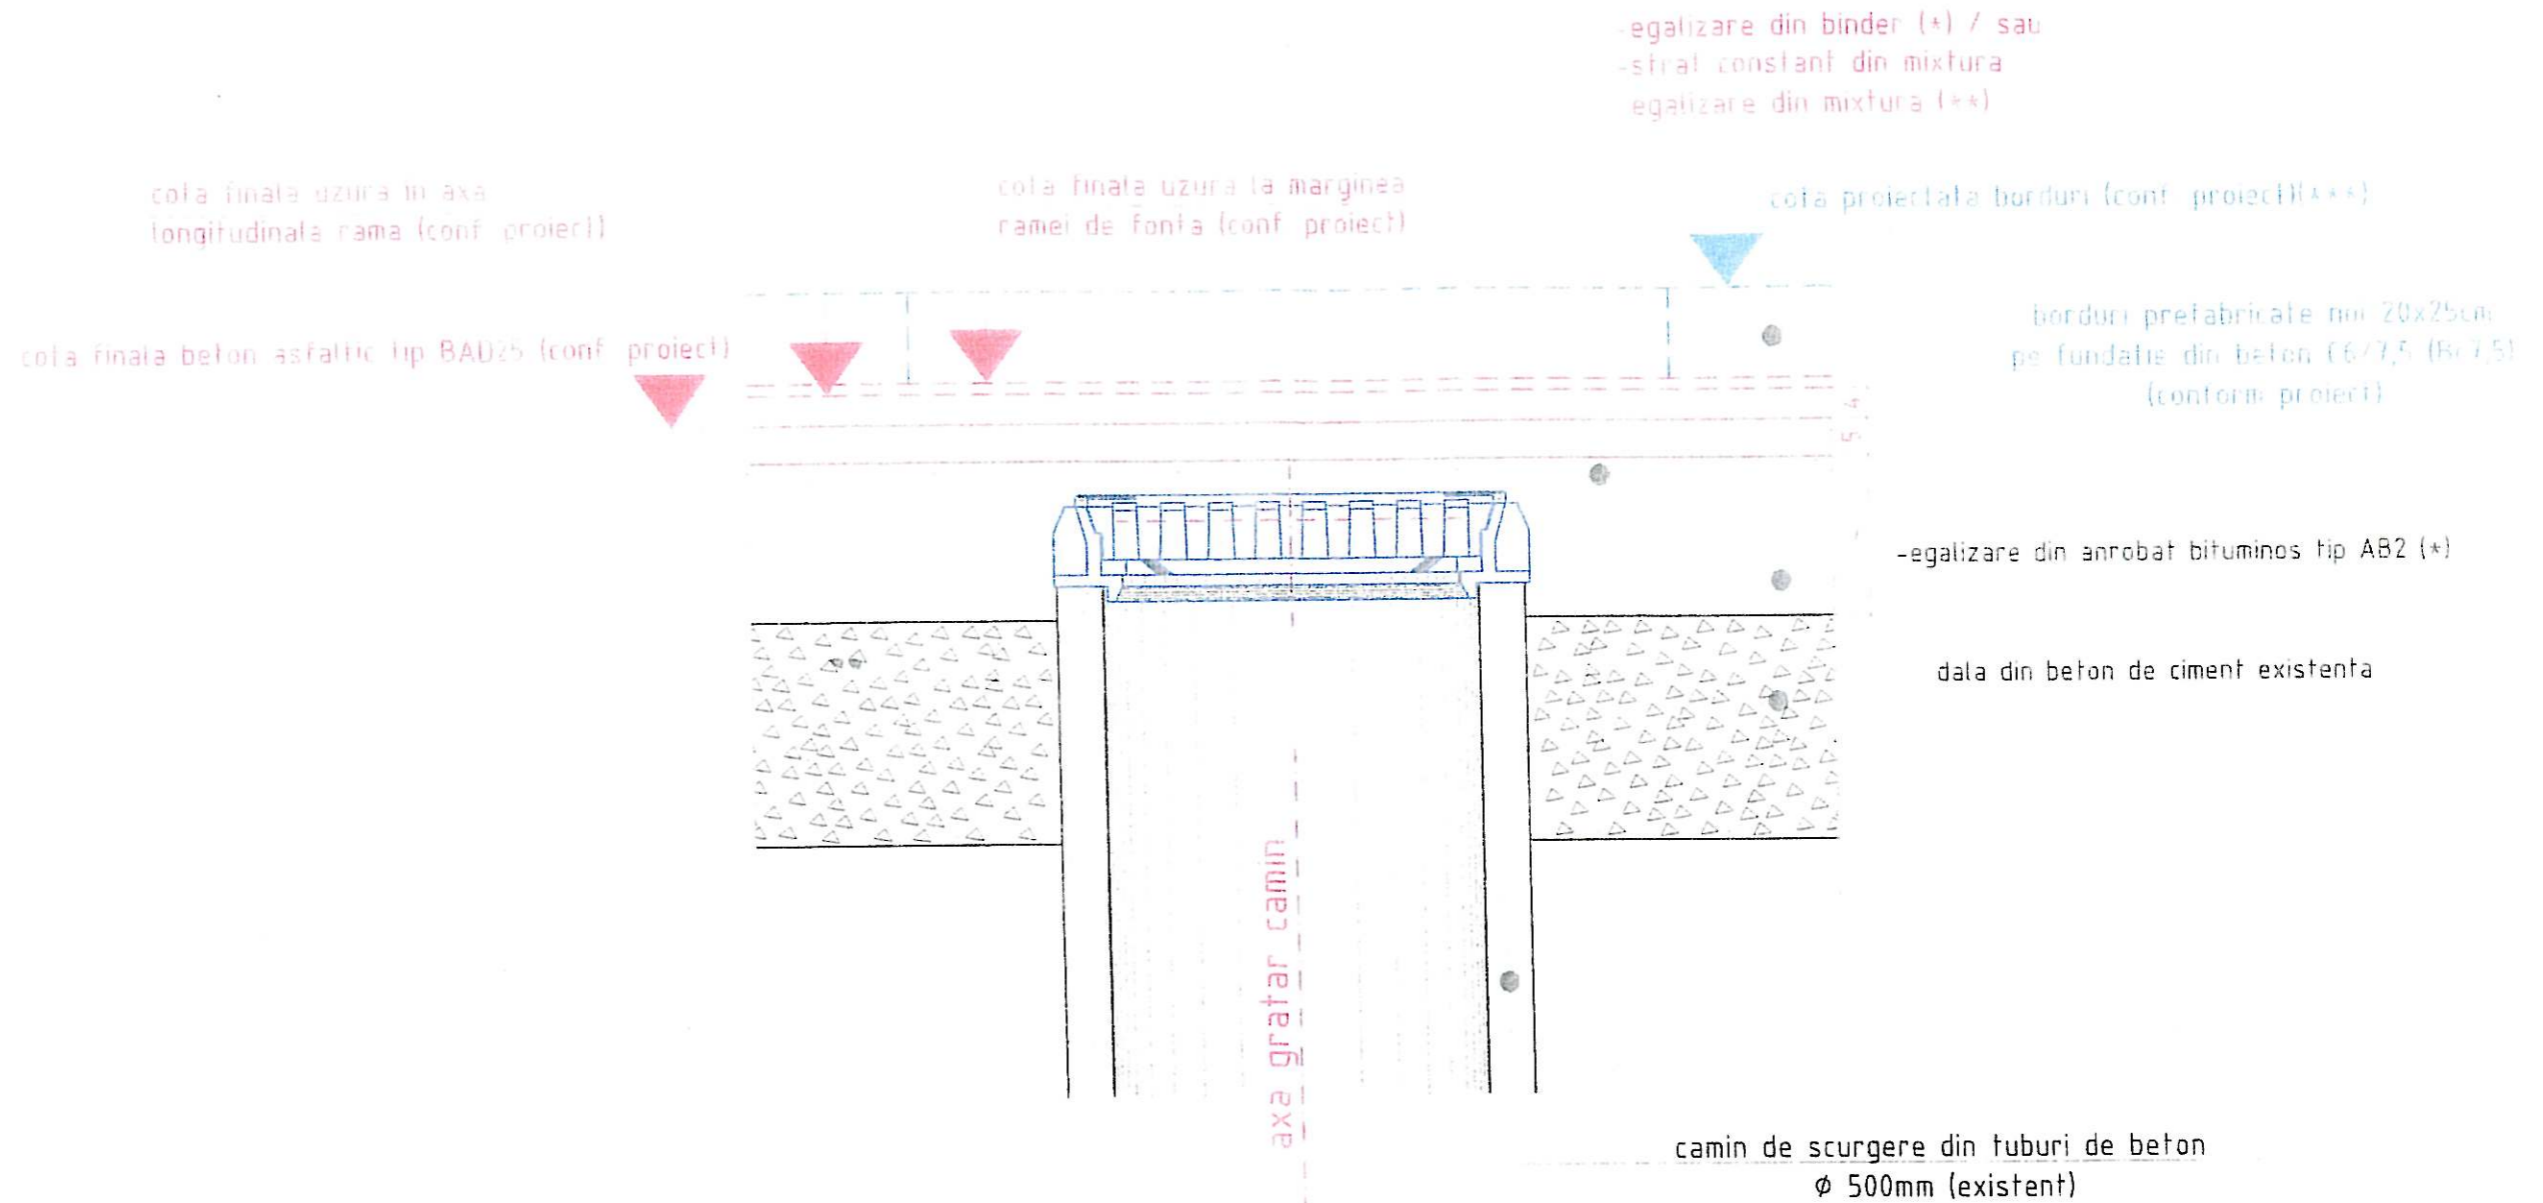 -egalizare din binder (*) / sau
-strat constant din mixtura
egalizare din mixtura (**)
cota finala uzura in axa
longitudinala rama (conf proiect)
cota finala uzura la marginea
ramei de fonta (conf proiect)
cota proiectata borduri (conf proiect)(***)
cota finala beton asfaltic tip BAD25 (conf proiect)
borduri prefabricate noi 20x25cm
pe fundatie din beton C6/7,5 (Bc7,5)
(conform proiect)
4
5
-egalizare din anrobat bituminos tip AB2 (*)
dala din beton de ciment existenta
axa gratar camin
camin de scurgere din tuburi de beton
ϕ 500mm (existent)